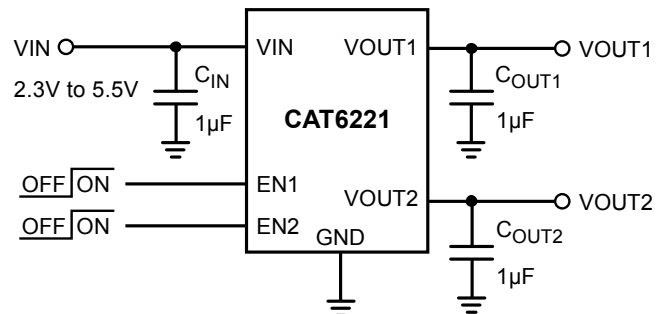 VIN
2.3V to 5.5V
CIN
1µF
OFF ON
OFF ON
VIN
VOUT1
CAT6221
EN1
EN2
VOUT2
GND
VOUT1
COUT1
1µF
VOUT2
COUT2
1µF